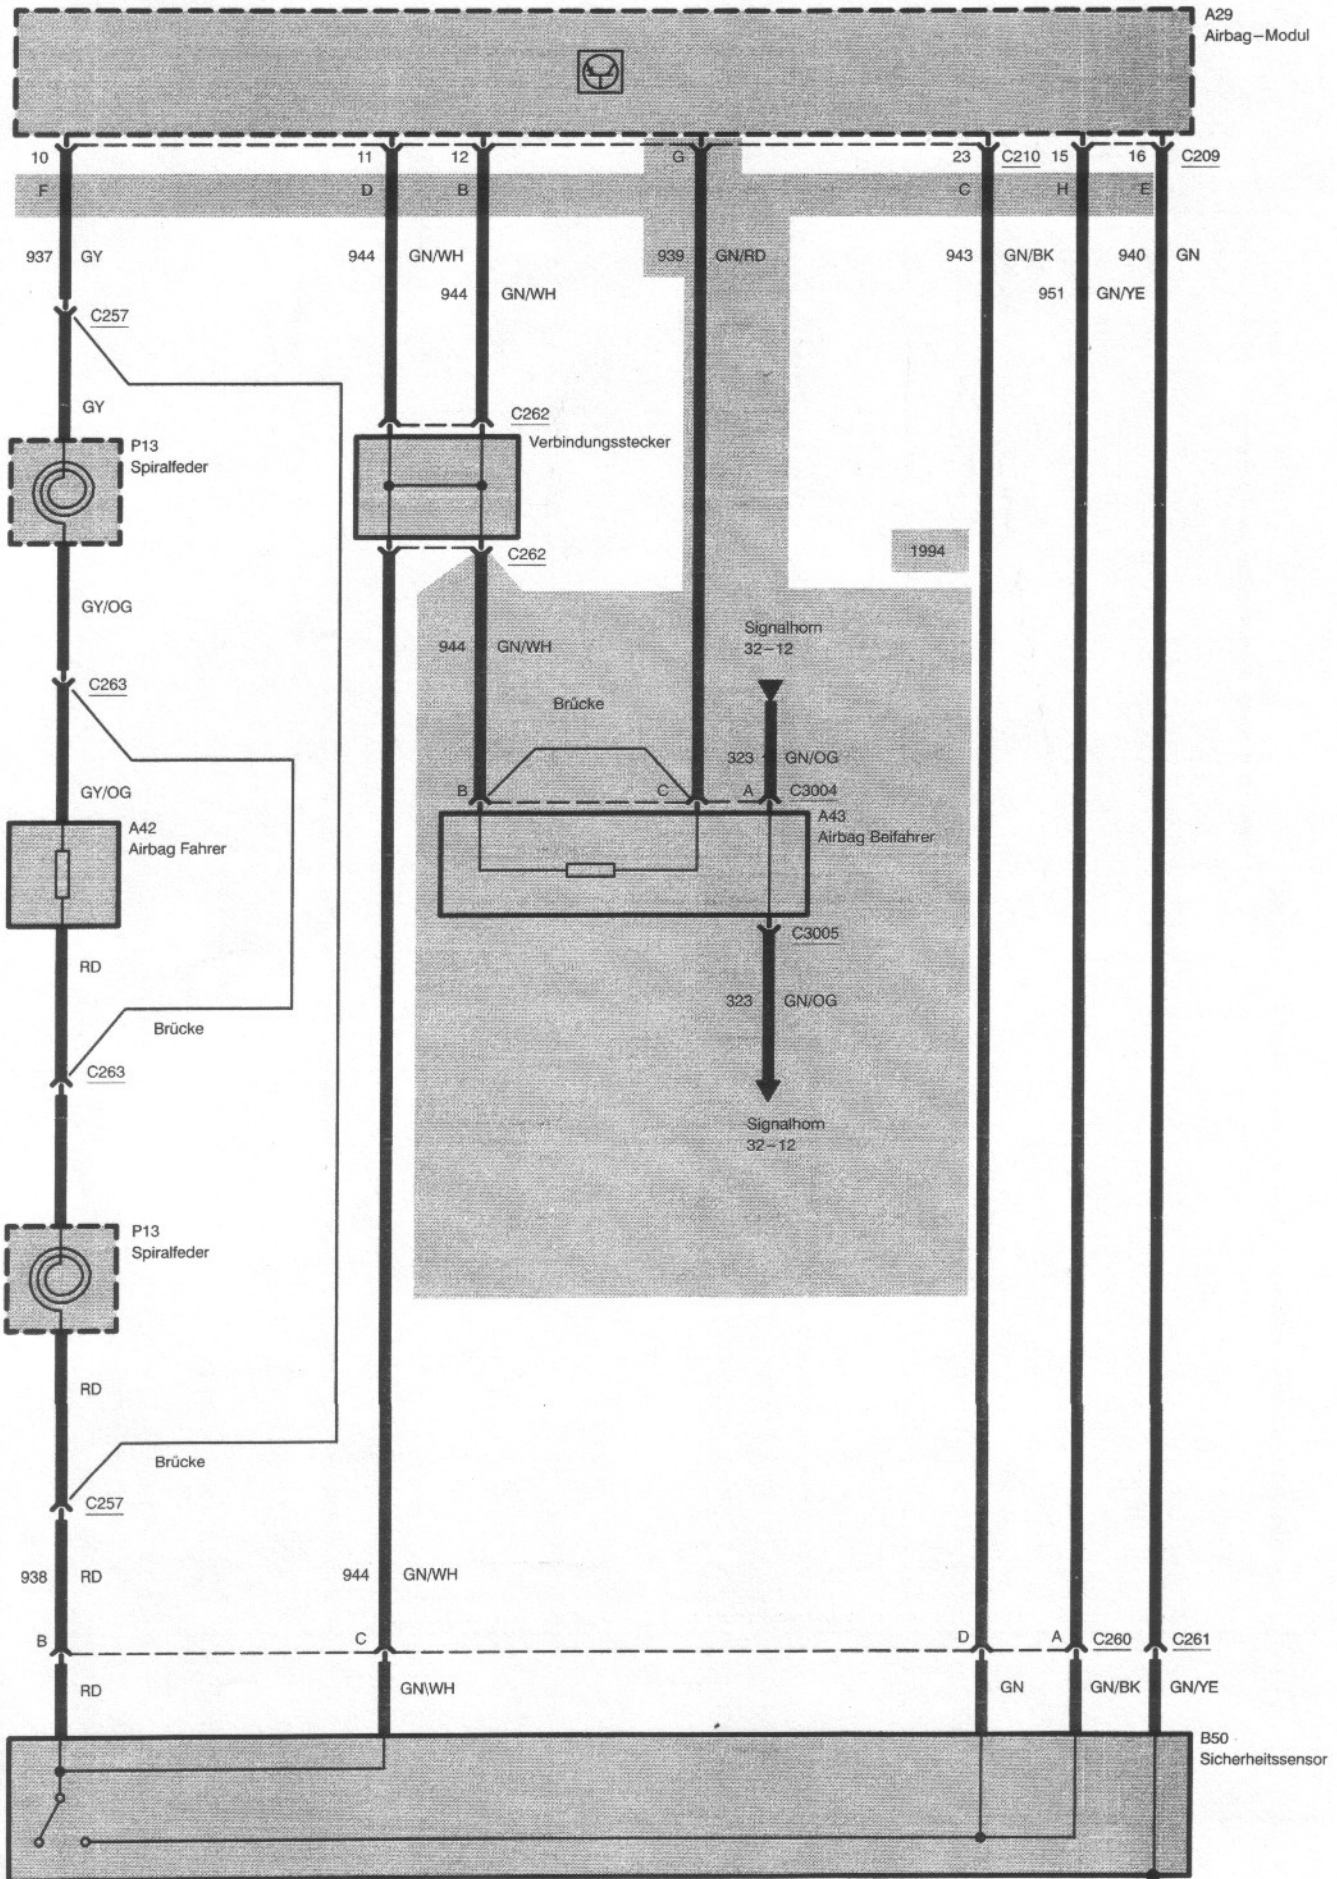 A29
Airbag–Modul
10
11
12
G
23
C210
15
16
C209
F
D
B
C
H
E
937
GY
944
GN/WH
939
GN/RD
943
GN/BK
940
GN
944
GN/WH
951
GN/YE
C257
GY
C262
Verbindungsstecker
P13
Spiralfeder
1994
C262
GY/OG
Signalhorn
32–12
944
GN/WH
C263
Brücke
323
GN/OG
GY/OG
B
C
A
C3004
A42
Airbag Fahrer
A43
Airbag Beifahrer
C3005
RD
323
GN/OG
Brücke
C263
Signalhorn
32–12
P13
Spiralfeder
RD
Brücke
C257
938
RD
944
GN/WH
B
C
D
A
C260
C261
RD
GN\WH
GN
GN/BK
GN/YE
B50
Sicherheitssensor